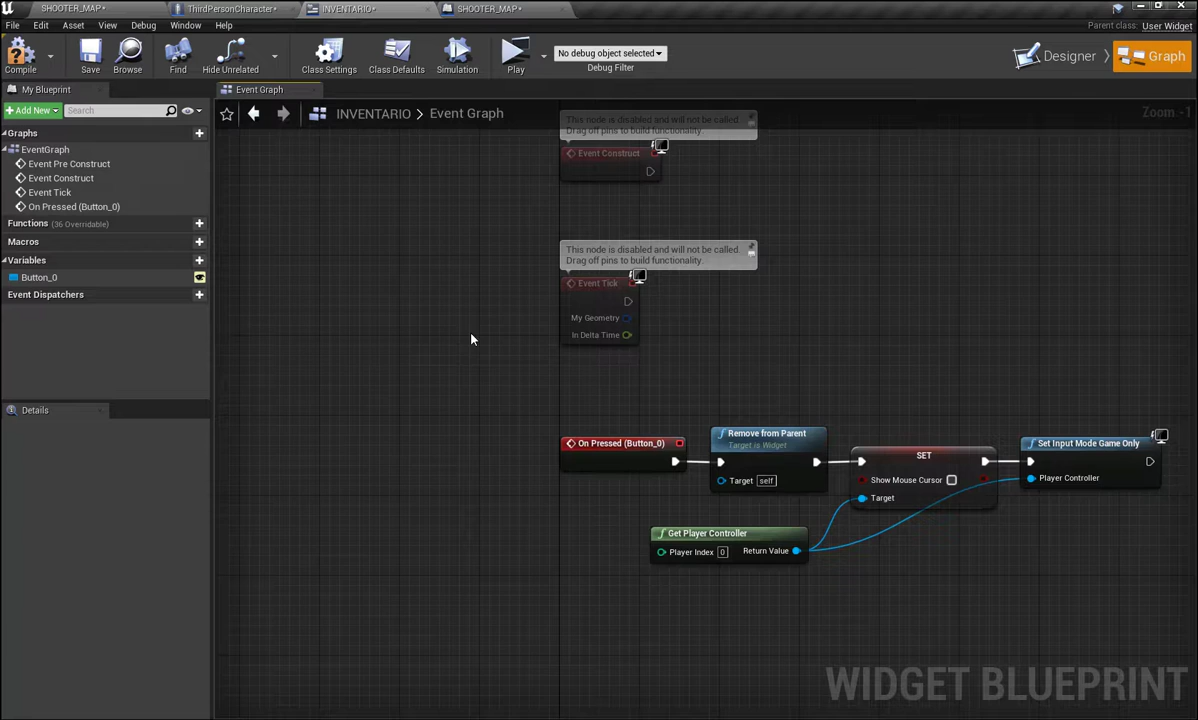 SHOOTER_MAP*
ThirdPersonCharacter*
INVENTARIO*
SHOOTER_MAP*
File Edit Asset View Debug Window Help
Parent class: User Widget
Compile Save Browse Find Hide Unrelated Class Settings Class Defaults Simulation Play
No debug object selected
Debug Filter
Designer
Graph
My Blueprint
Event Graph
Add New
Search
INVENTARIO > Event Graph
Zoom -1
Graphs
EventGraph
Event Pre Construct
Event Construct
Event Tick
On Pressed (Button_0)
Functions (36 Overridable)
Macros
Variables
Button_0
Event Dispatchers
Details
This node is disabled and will not be called.
Drag off pins to build functionality.
Event Construct
This node is disabled and will not be called.
Drag off pins to build functionality.
Event Tick
My Geometry
In Delta Time
On Pressed (Button_0)
Remove from Parent
Target is Widget
Target self
SET
Show Mouse Cursor
Target
Set Input Mode Game Only
Player Controller
Get Player Controller
Player Index 0 Return Value
WIDGET BLUEPRINT